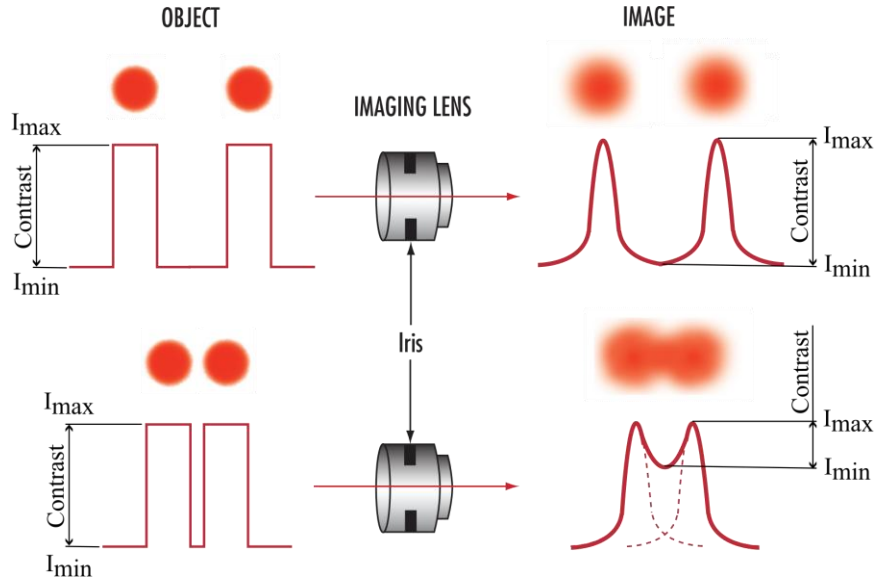 OBJECT
IMAGE
IMAGING LENS
Imax
Contrast
Imin
Imax
Contrast
Imin
Iris
Imax
Contrast
Imin
Contrast
Imax
Imin